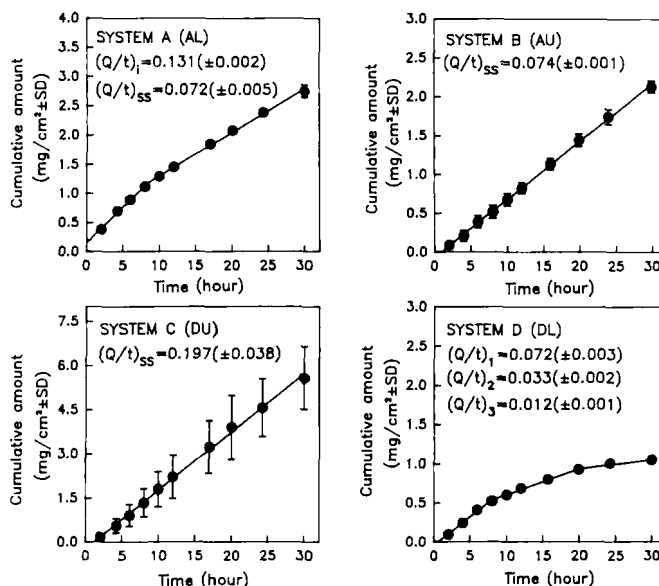 SYSTEM A (AL)
(Q/t)i=0.131(±0.002)
(Q/t)SS=0.072(±0.005)
4.0
3.5
3.0
2.5
2.0
1.5
1.0
0.5
0.0
Cumulative amount
(mg/cm²±SD)
0 5 10 15 20 25 30
Time (hour)
SYSTEM B (AU)
(Q/t)SS=0.074(±0.001)
3.0
2.5
2.0
1.5
1.0
0.5
0.0
Cumulative amount
(mg/cm²±SD)
0 5 10 15 20 25 30
Time (hour)
SYSTEM C (DU)
(Q/t)SS=0.197(±0.038)
7.5
6.0
4.5
3.0
1.5
0.0
Cumulative amount
(mg/cm²±SD)
0 5 10 15 20 25 30
Time (hour)
SYSTEM D (DL)
(Q/t)1=0.072(±0.003)
(Q/t)2=0.033(±0.002)
(Q/t)3=0.012(±0.001)
3.0
2.5
2.0
1.5
1.0
0.5
0.0
Cumulative amount
(mg/cm²±SD)
0 5 10 15 20 25 30
Time (hour)